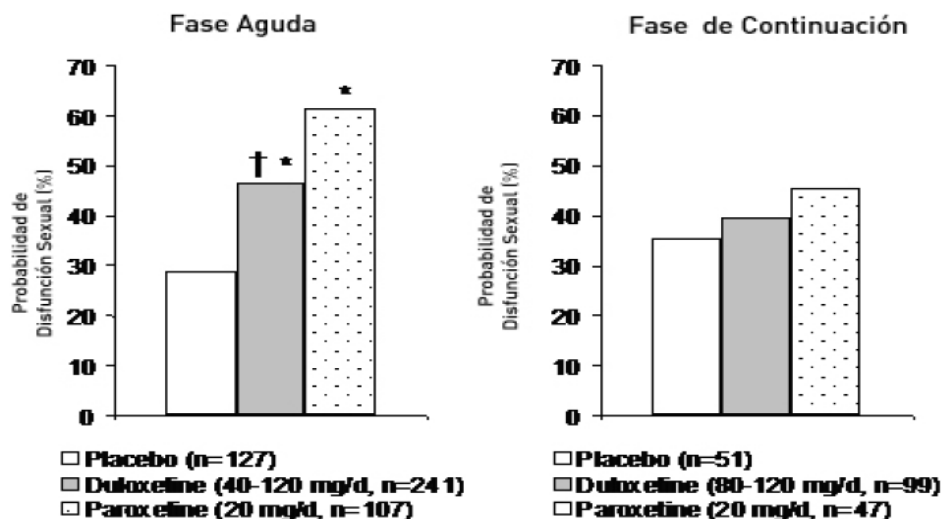 Fase Aguda
Probabilidad de
Disfunción Sexual (%)
70
60
50
40
30
20
10
0
*
† *
Placebo (n=127)
Duloxetine (40-120 mg/d, n=241)
Paroxetine (20 mg/d, n=107)
Fase de Continuación
Probabilidad de
Disfunción Sexual (%)
70
60
50
40
30
20
10
0
Placebo (n=51)
Duloxetine (80-120 mg/d, n=99)
Paroxetine (20 mg/d, n=47)